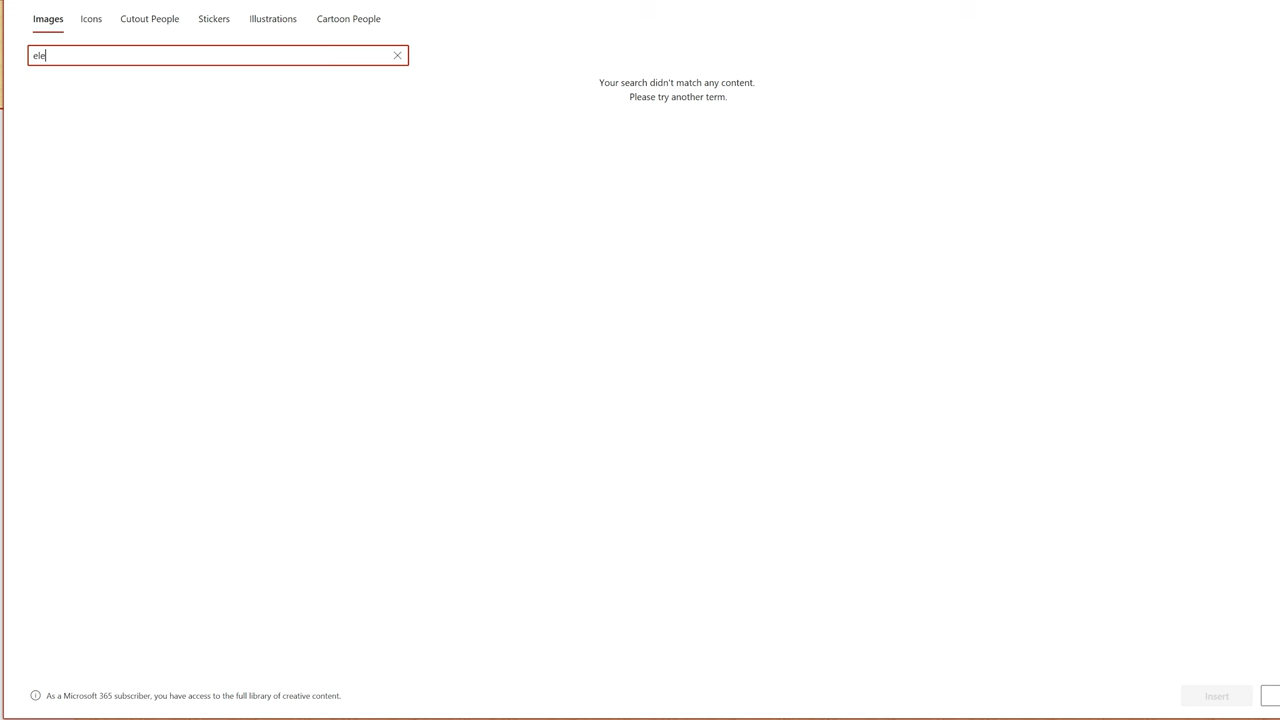 Images Icons Cutout People Stickers Illustrations Cartoon People
ele
Your search didn't match any content.
Please try another term.
As a Microsoft 365 subscriber, you have access to the full library of creative content.
Insert